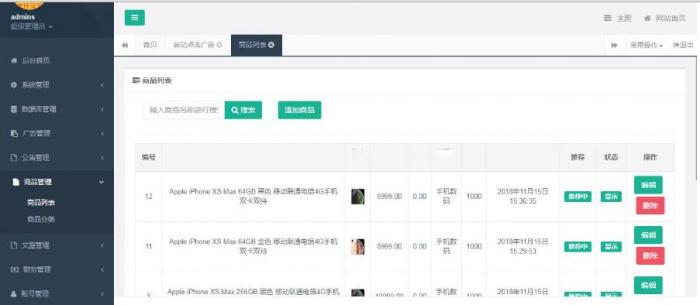 admins
超级管理员
主题
网站首页
首页
自动点击广告
商品列表
常用操作
退出
后台首页
系统管理
数据库管理
广告管理
公告管理
商品管理
商品列表
商品分类
文章管理
财务管理
账号管理
商品列表
输入商品名称进行搜
搜索
添加商品
编号
推荐
状态
操作
12
Apple iPhone XS Max 64GB 黑色 移动联通电信4G手机
双卡双待
8999.00
0.00
手机数
码
1000
2018年11月15日
15:30:35
推荐中
显示
编辑
删除
11
Apple iPhone XS Max 64GB 金色 移动联通电信4G手机
双卡双待
8999.00
0.00
手机数
码
1000
2018年11月15日
15:29:53
推荐中
显示
编辑
删除
Apple iPhone XS Max 256GB 黑色 移动联通电信4G手机
0.00
手机数
1000
2018年11月15日
推荐中
显示
编辑